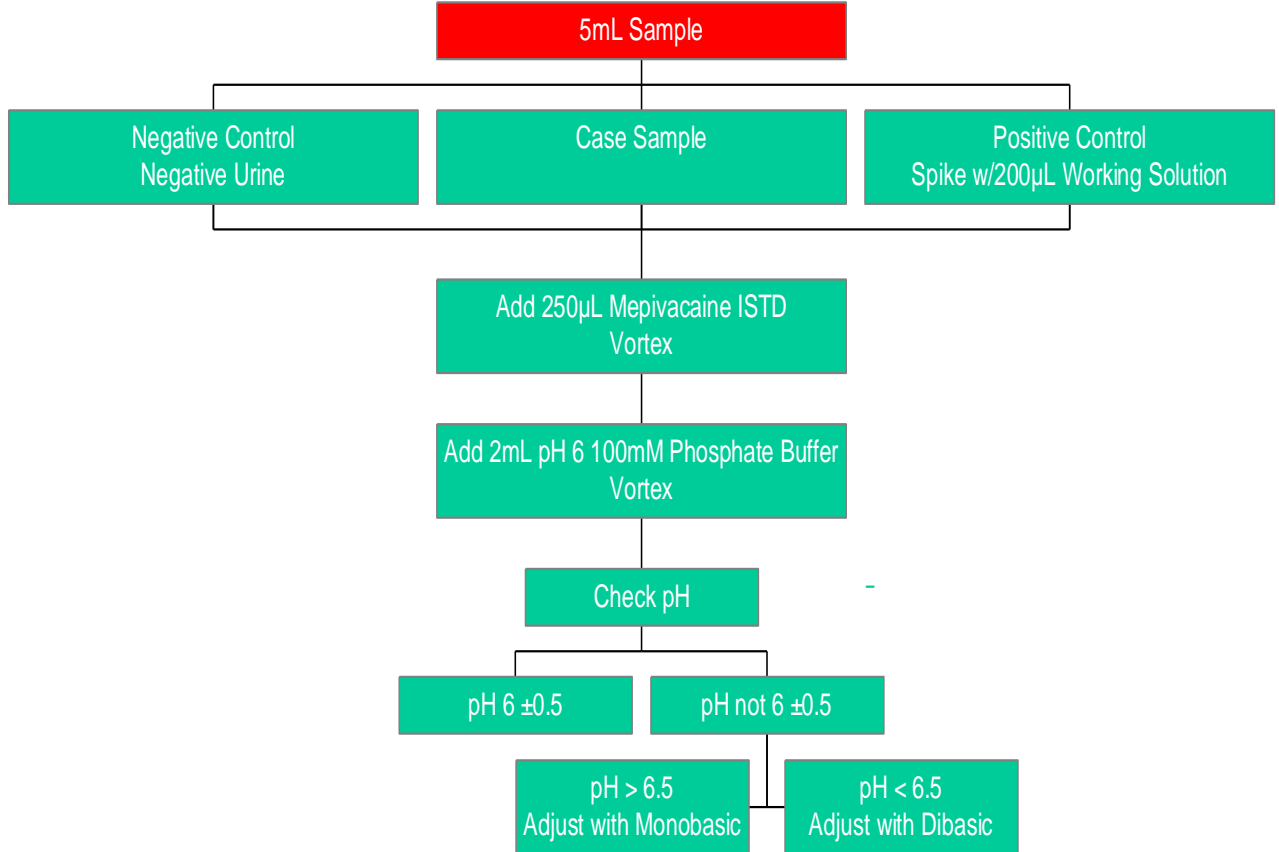 5mL Sample
Negative Control
Negative Urine
Case Sample
Positive Control
Spike w/200µL Working Solution
Add 250µL Mepivacaine ISTD
Vortex
Add 2mL pH 6 100mM Phosphate Buffer
Vortex
Check pH
-
pH 6 ±0.5
pH not 6 ±0.5
pH > 6.5
Adjust with Monobasic
pH < 6.5
Adjust with Dibasic